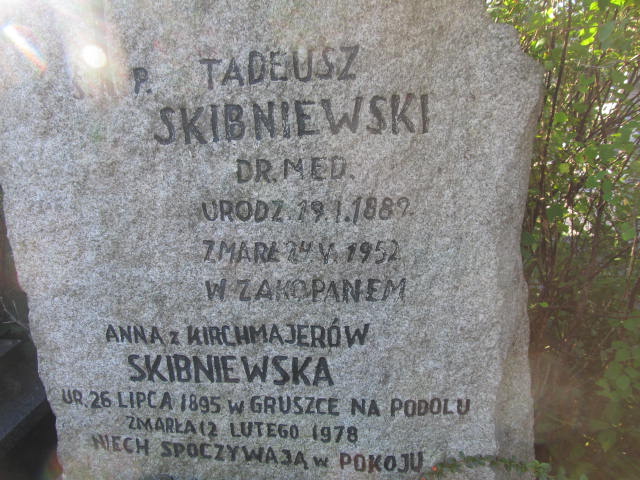 Ś. P. TADEUSZ
SKIBNIEWSKI
DR. MED.
URODZ. 19. I. 1889.
ZMARŁ 24 V. 1952
W ZAKOPANEM
ANNA z KIRCHMAJERÓW
SKIBNIEWSKA
UR. 26 LIPCA 1895 w GRUSZCE NA PODOLU
ZMARŁA 12 LUTEGO 1978
NIECH SPOCZYWAJĄ w POKOJU